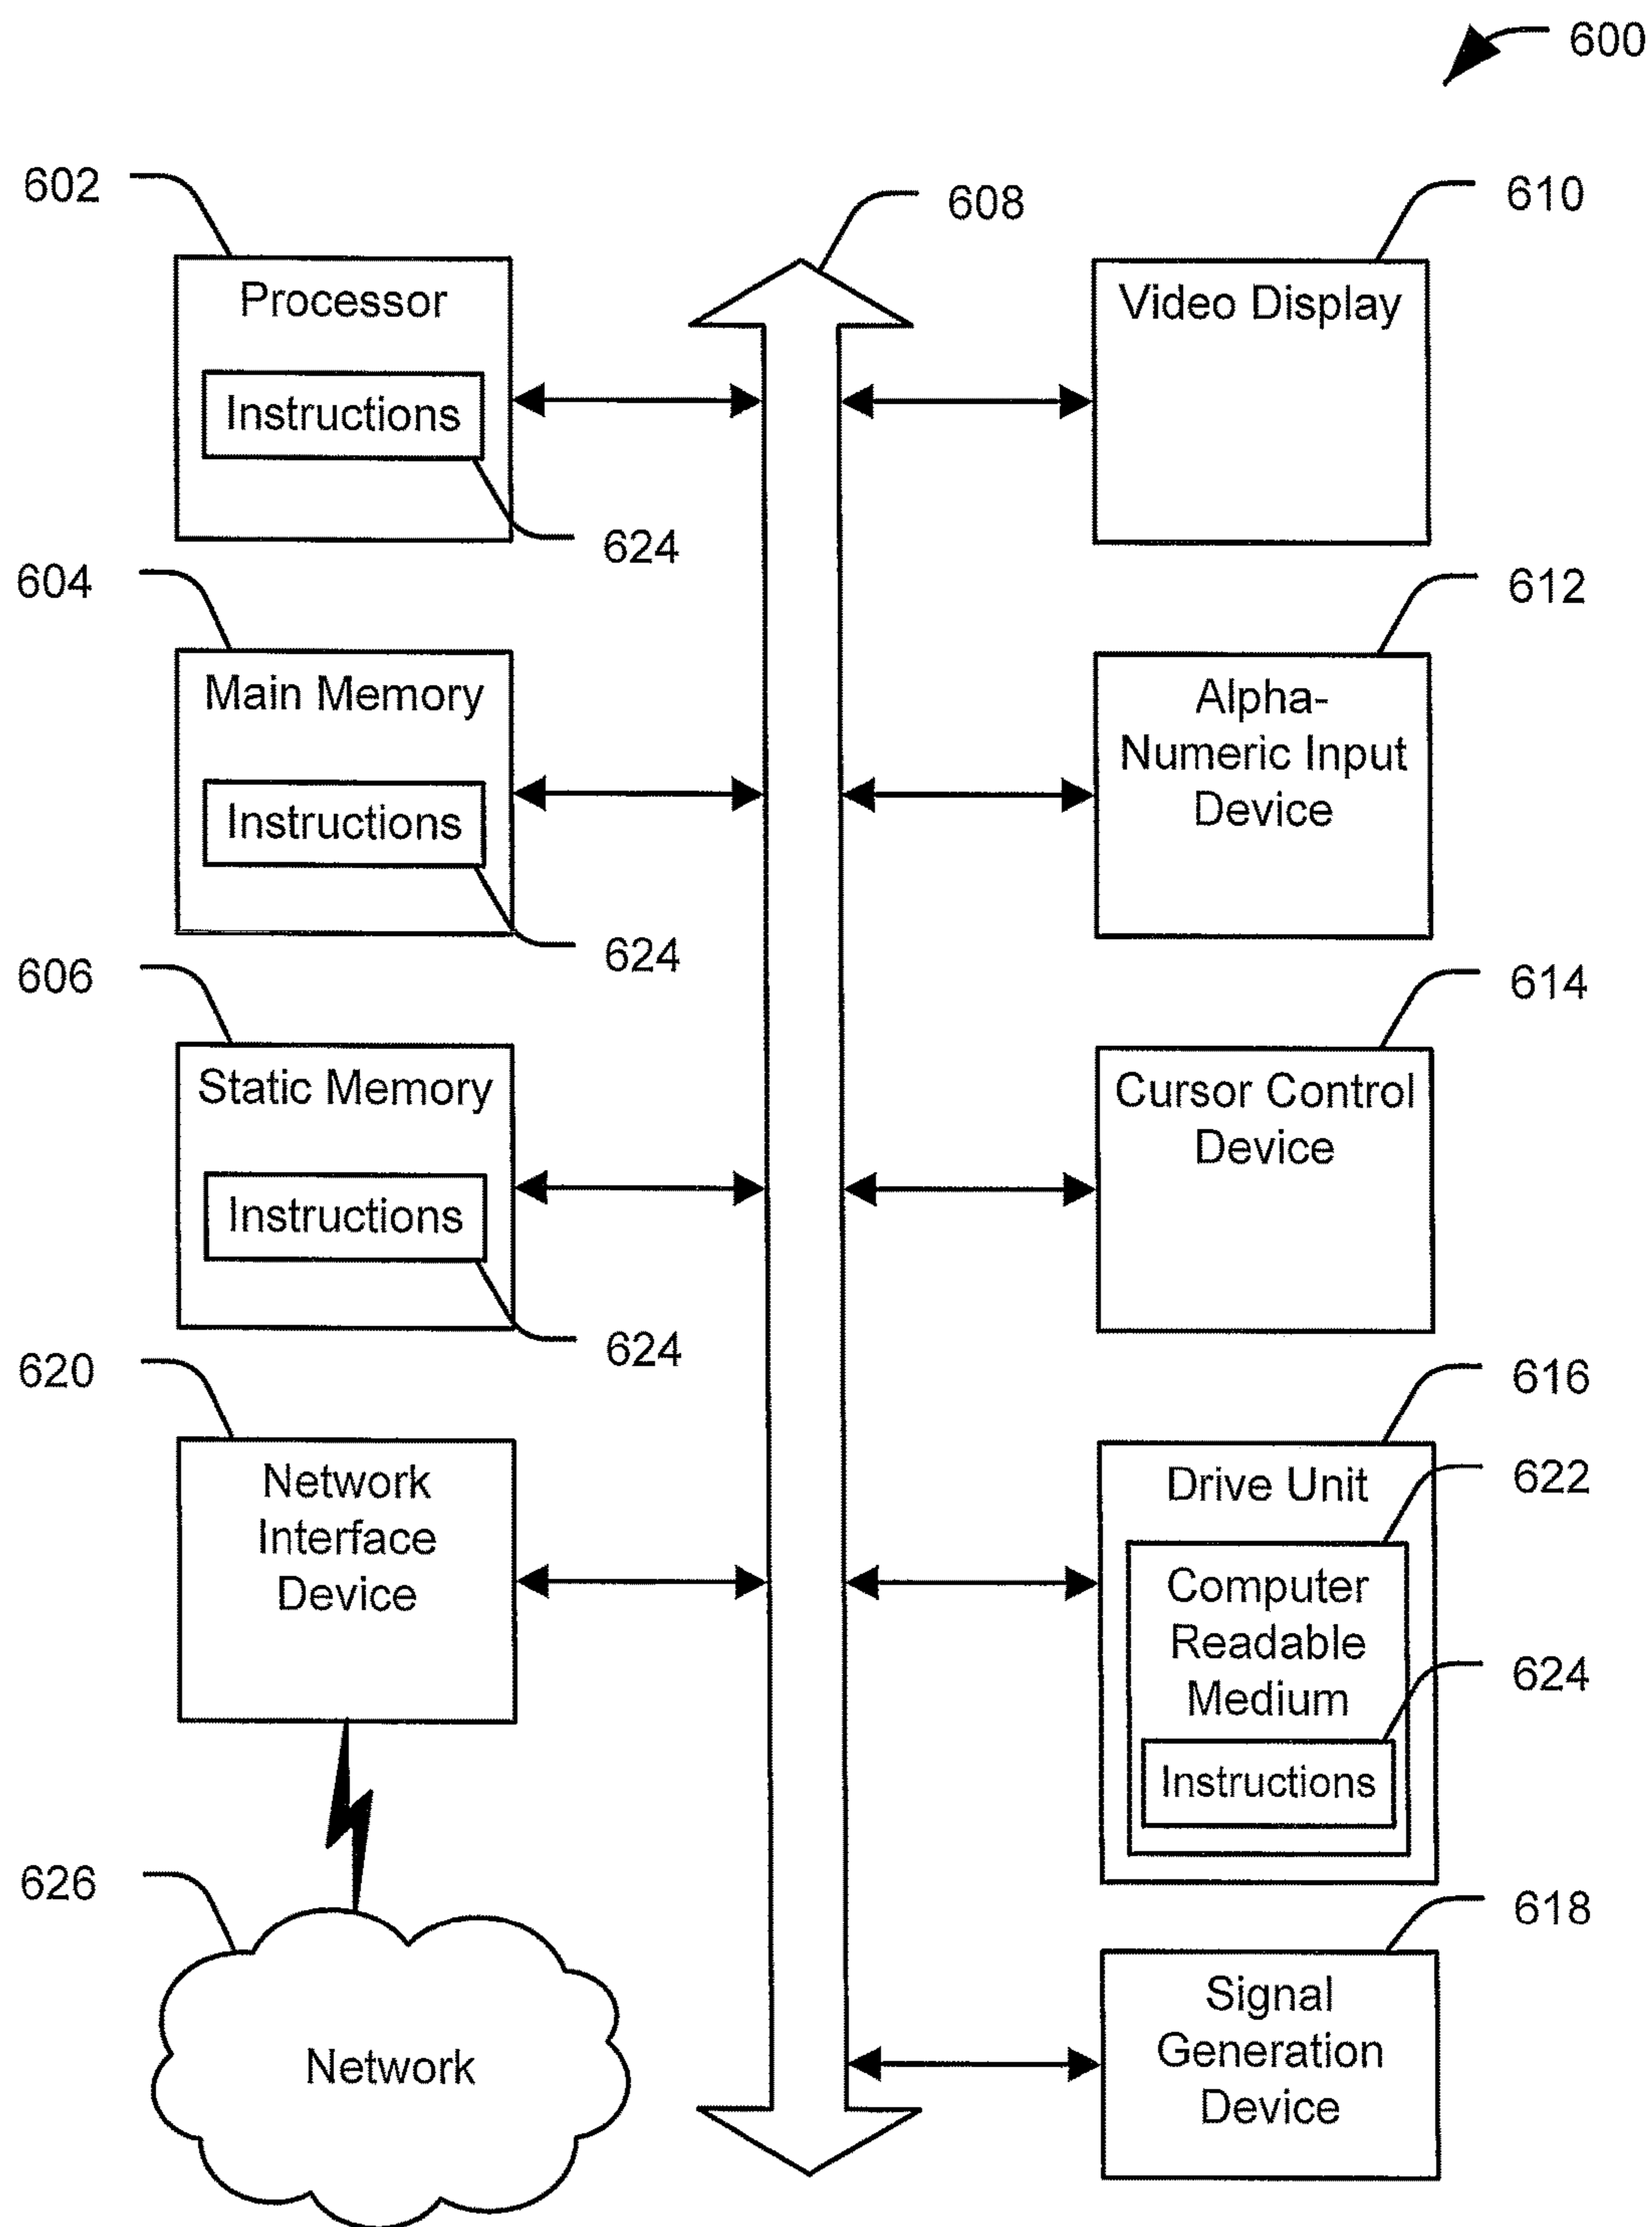 600
602
608
610
Processor
Instructions
624
Video Display
604
612
Main Memory
Instructions
624
Alpha-
Numeric Input
Device
606
614
Static Memory
Instructions
624
Cursor Control
Device
620
616
Network
Interface
Device
Drive Unit
622
Computer
Readable
Medium
624
Instructions
626
618
Network
Signal
Generation
Device